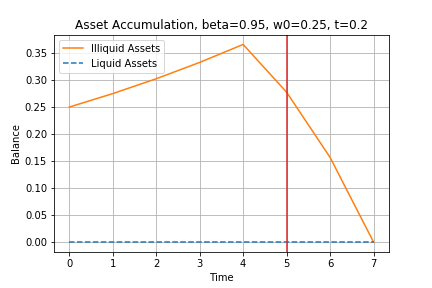 Asset Accumulation, beta=0.95, w0=0.25, t=0.2
Illiquid Assets
Liquid Assets
Balance
0.35
0.30
0.25
0.20
0.15
0.10
0.05
0.00
0 1 2 3 4 5 6 7
Time